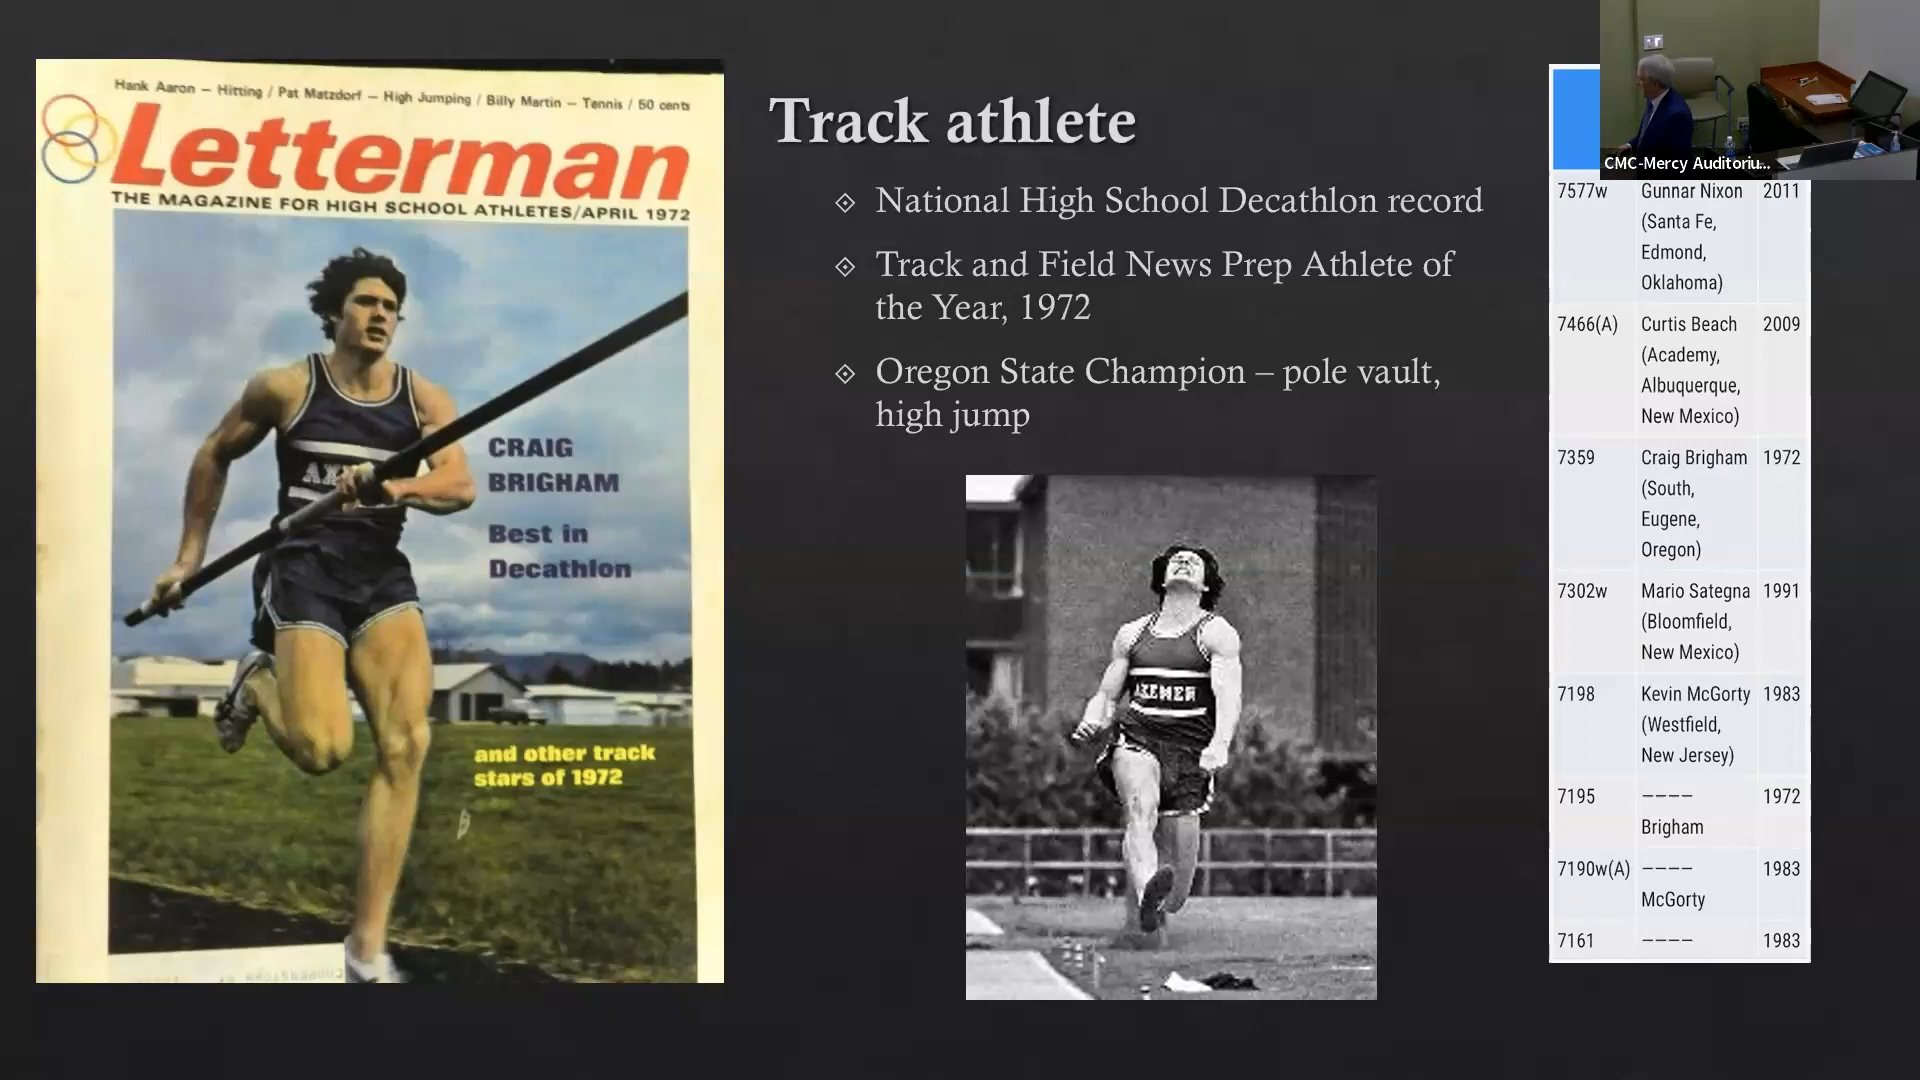 Hank Aaron – Hitting / Pat Matzdorf – High Jumping / Billy Martin – Tennis / 50 cents
Letterman
THE MAGAZINE FOR HIGH SCHOOL ATHLETES/APRIL 1972
CRAIG
BRIGHAM
Best in
Decathlon
and other track
stars of 1972
Track athlete
National High School Decathlon record
Track and Field News Prep Athlete of
the Year, 1972
Oregon State Champion – pole vault,
high jump
AXEMEN
CMC-Mercy Auditoriu...
7577w Gunnar Nixon 2011
(Santa Fe,
Edmond,
Oklahoma)
7466(A) Curtis Beach 2009
(Academy,
Albuquerque,
New Mexico)
7359 Craig Brigham 1972
(South,
Eugene,
Oregon)
7302w Mario Sategna 1991
(Bloomfield,
New Mexico)
7198 Kevin McGorty 1983
(Westfield,
New Jersey)
7195 –––– 1972
Brigham
7190w(A) –––– 1983
McGorty
7161 –––– 1983